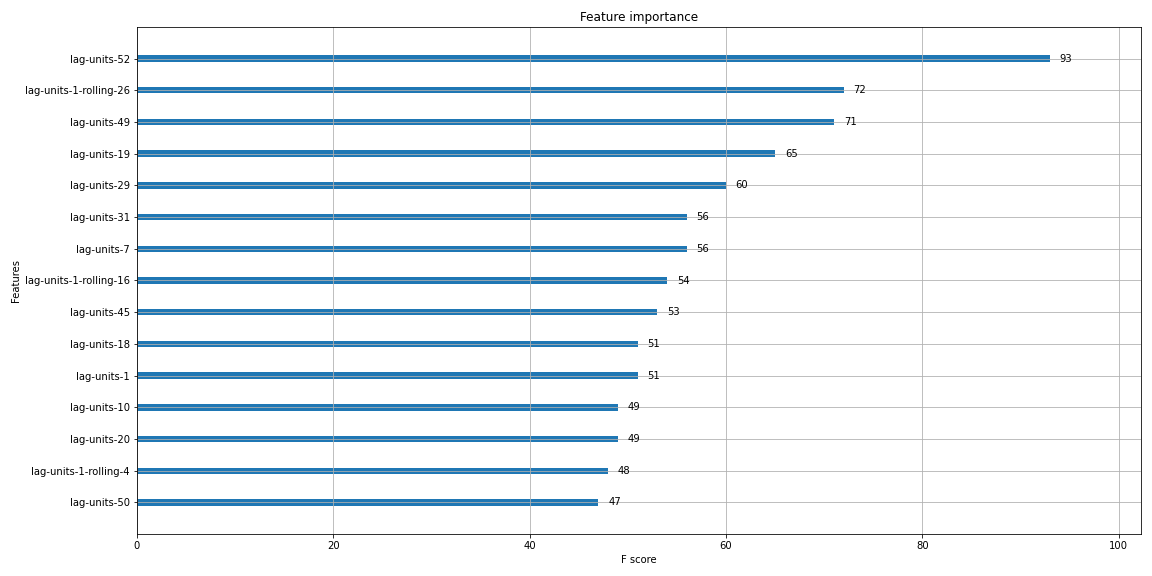 Feature importance
Features
lag-units-52 93
lag-units-1-rolling-26 72
lag-units-49 71
lag-units-19 65
lag-units-29 60
lag-units-31 56
lag-units-7 56
lag-units-1-rolling-16 54
lag-units-45 53
lag-units-18 51
lag-units-1 51
lag-units-10 49
lag-units-20 49
lag-units-1-rolling-4 48
lag-units-50 47
0 20 40 60 80 100
F score